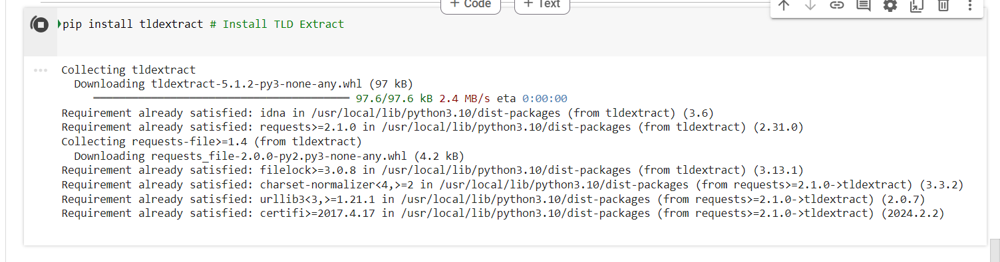 + Code + Text
pip install tldextract # Install TLD Extract
Collecting tldextract
Downloading tldextract-5.1.2-py3-none-any.whl (97 kB)
97.6/97.6 kB 2.4 MB/s eta 0:00:00
Requirement already satisfied: idna in /usr/local/lib/python3.10/dist-packages (from tldextract) (3.6)
Requirement already satisfied: requests>=2.1.0 in /usr/local/lib/python3.10/dist-packages (from tldextract) (2.31.0)
Collecting requests-file>=1.4 (from tldextract)
Downloading requests_file-2.0.0-py2.py3-none-any.whl (4.2 kB)
Requirement already satisfied: filelock>=3.0.8 in /usr/local/lib/python3.10/dist-packages (from tldextract) (3.13.1)
Requirement already satisfied: charset-normalizer<4,>=2 in /usr/local/lib/python3.10/dist-packages (from requests>=2.1.0->tldextract) (3.3.2)
Requirement already satisfied: urllib3<3,>=1.21.1 in /usr/local/lib/python3.10/dist-packages (from requests>=2.1.0->tldextract) (2.0.7)
Requirement already satisfied: certifi>=2017.4.17 in /usr/local/lib/python3.10/dist-packages (from requests>=2.1.0->tldextract) (2024.2.2)